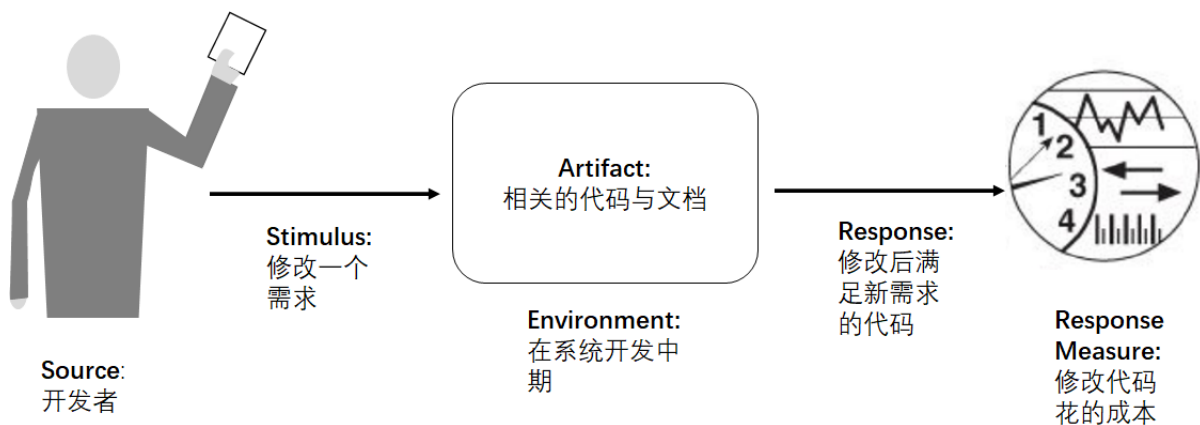 Source:
开发者
Stimulus:
修改一个
需求
Artifact:
相关的代码与文档
Environment:
在系统开发中
期
Response:
修改后满
足新需求
的代码
1
2
3
4
Response
Measure:
修改代码
花的成本